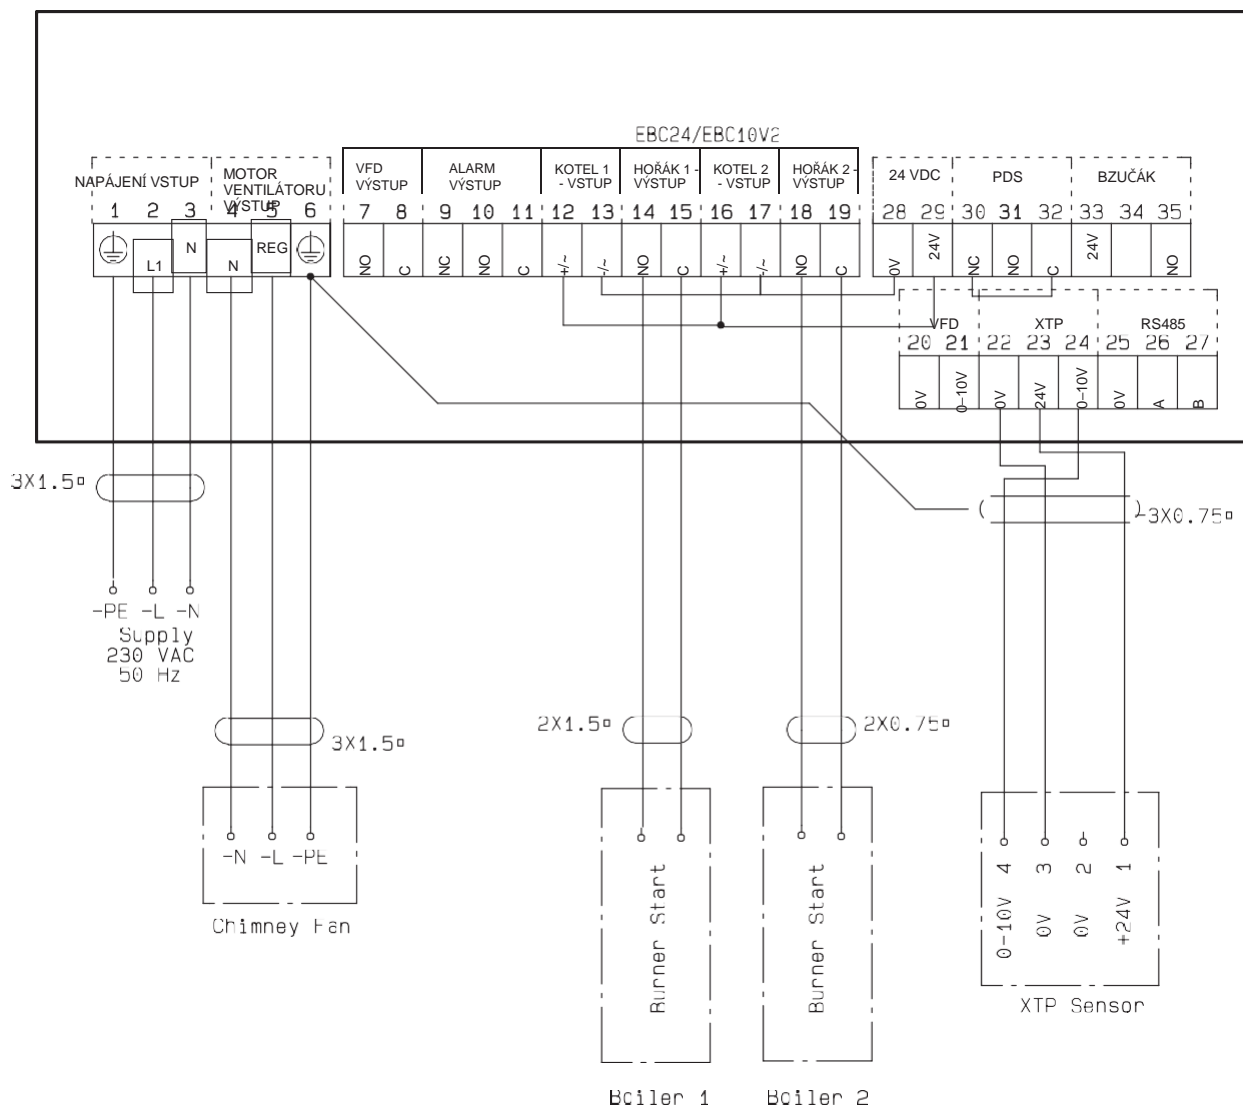 EBC24/EBC10V2
NAPÁJENÍ VSTUP
MOTOR
VENTILÁTORU
VÝSTUP
VFD
VÝSTUP
ALARM
VÝSTUP
KOTEL 1
- VSTUP
HOŘÁK 1 -
VÝSTUP
KOTEL 2
- VSTUP
HOŘÁK 2 -
VÝSTUP
24 VDC
PDS
BZUČÁK
1 2 3 4 5 6 7 8 9 10 11 12 13 14 15 16 17 18 19 28 29 30 31 32 33 34 35
L1 N N REG NO C NC NO C +/~ -/~ NO C +/~ -/~ NO C 0V 24V NC NO C 24V NO
VFD XTP RS485
20 21 22 23 24 25 26 27
0V 0-10V 0V 24V 0-10V 0V A B
3X1.5
-3X0.75
-PE -L -N
Supply
230 VAC
50 Hz
3X1.5
2X1.5
2X0.75
-N -L -PE
Chimney Fan
Burner Start
Burner Start
4 3 2 1
0-10V 0V 0V +24V
XTP Sensor
Boiler 1
Boiler 2